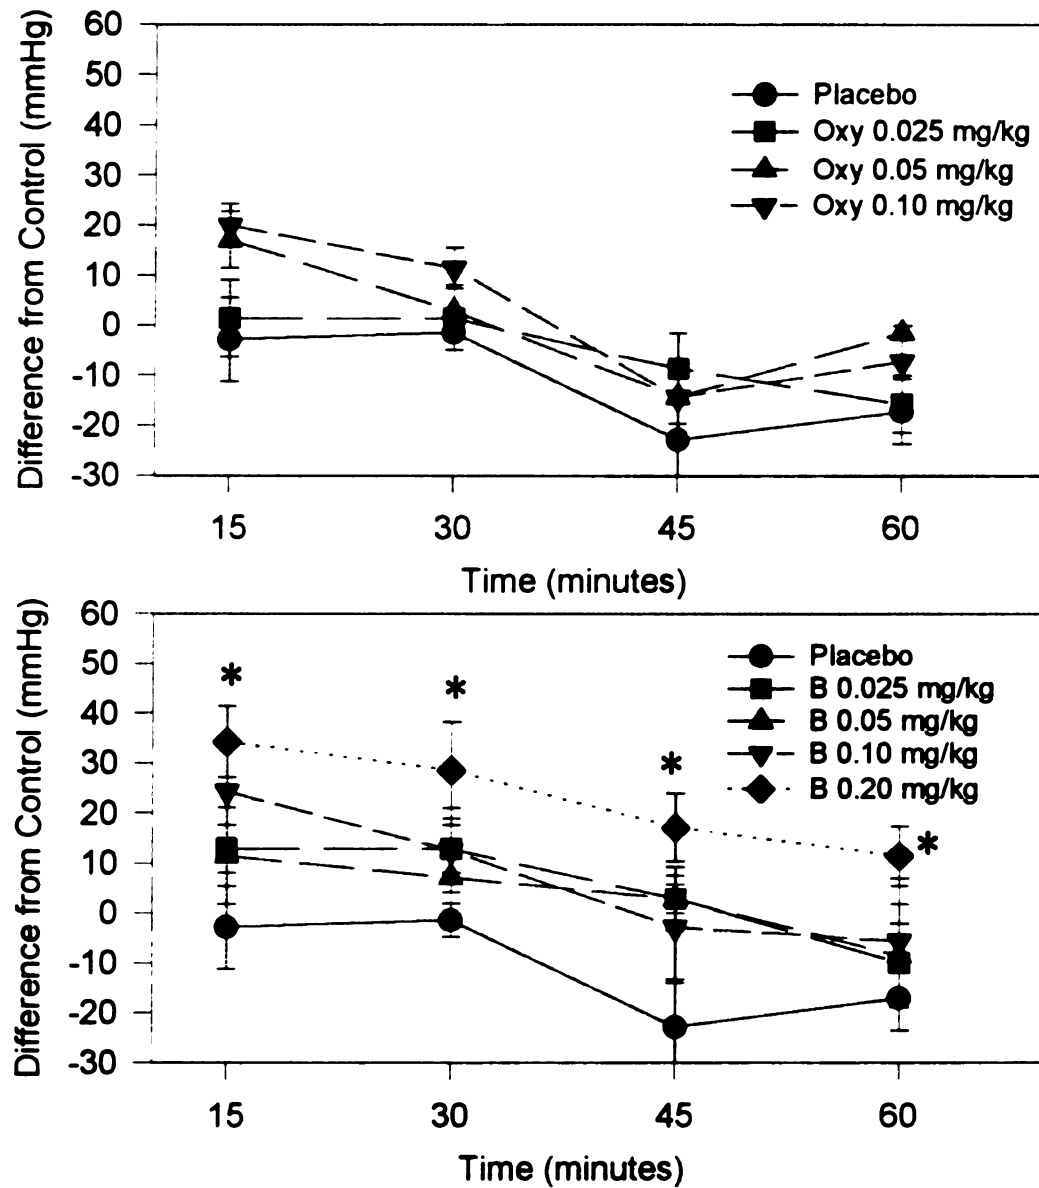 Difference from Control (mmHg)
60
50
40
30
20
10
0
-10
-20
-30
Placebo
Oxy 0.025 mg/kg
Oxy 0.05 mg/kg
Oxy 0.10 mg/kg
15 30 45 60
Time (minutes)
Difference from Control (mmHg)
60
50
40
30
20
10
0
-10
-20
-30
* * * *
Placebo
B 0.025 mg/kg
B 0.05 mg/kg
B 0.10 mg/kg
B 0.20 mg/kg
15 30 45 60
Time (minutes)